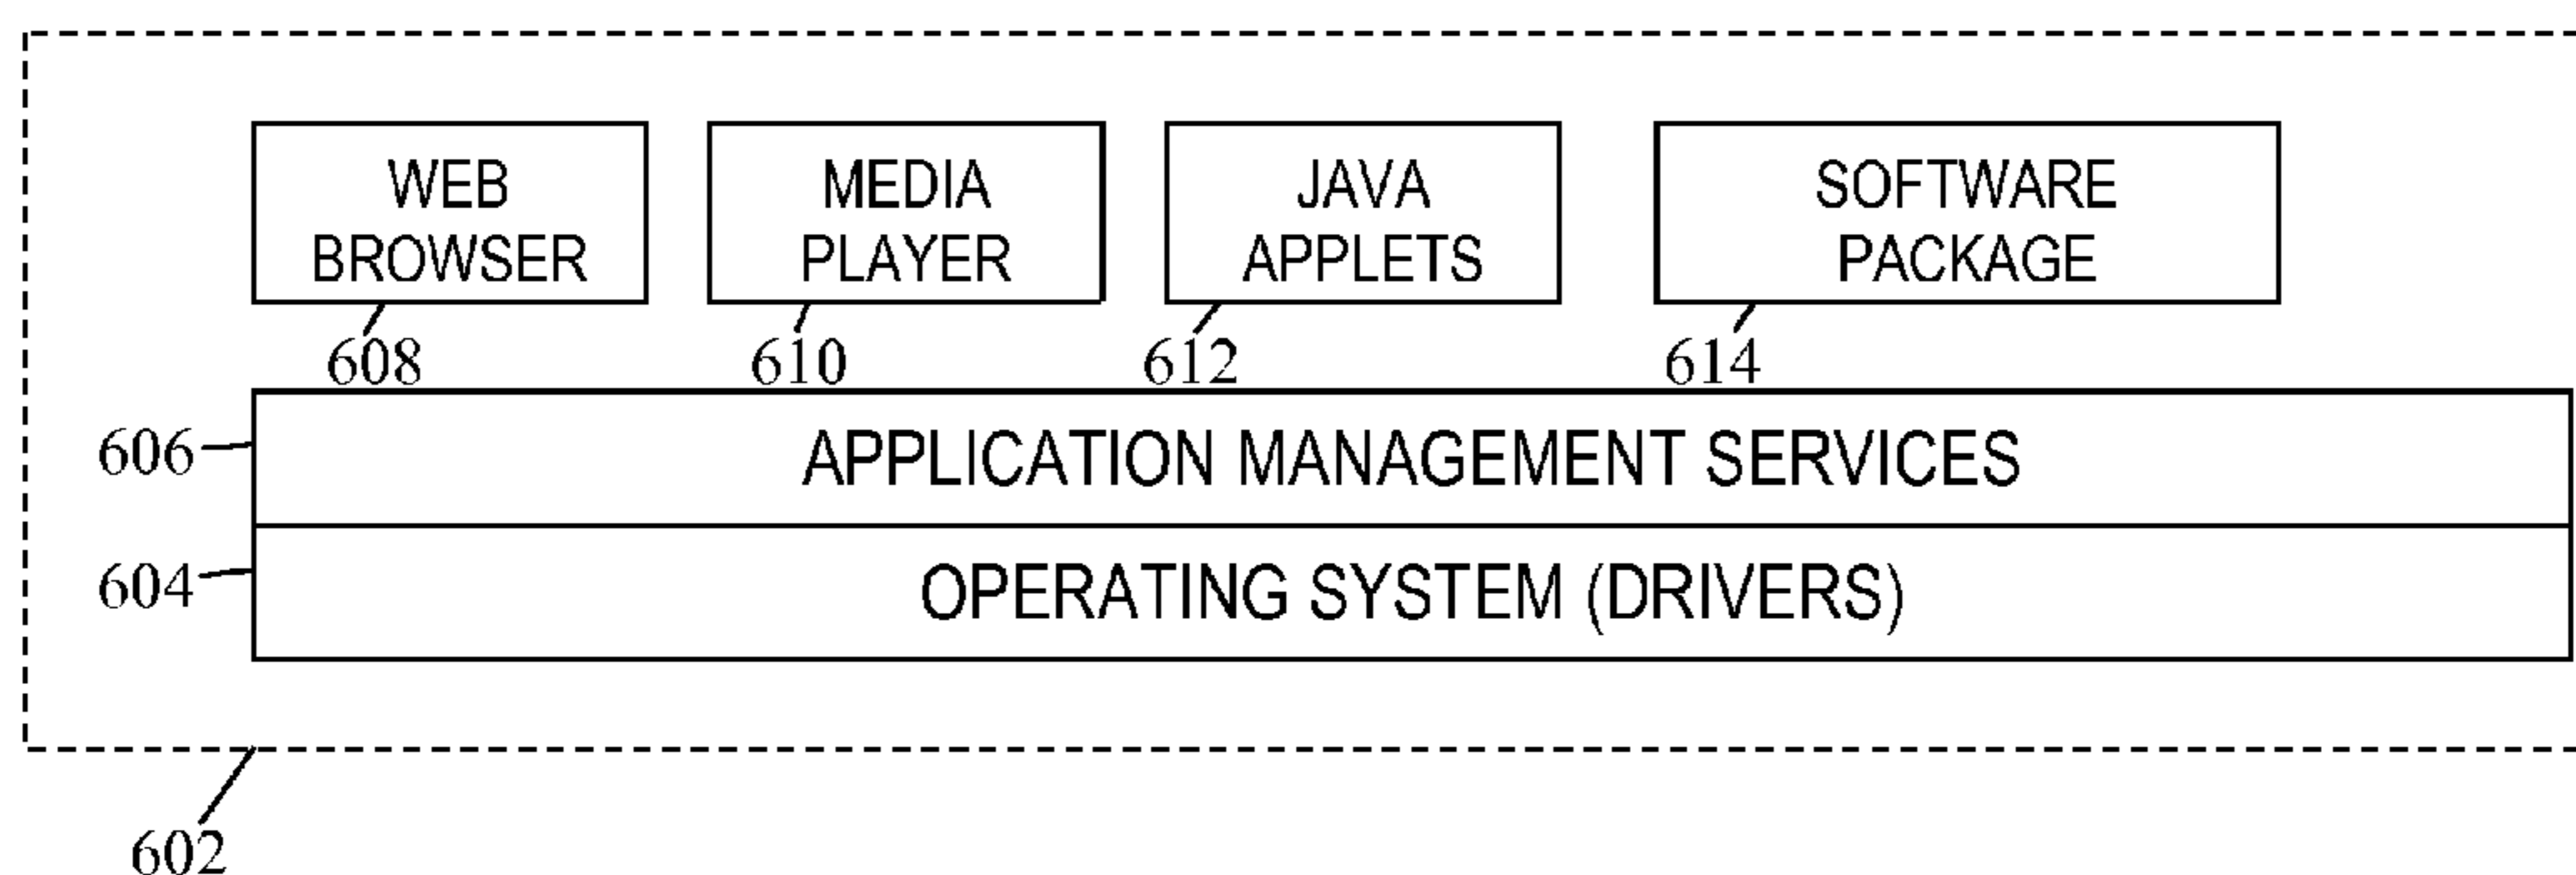 WEB
BROWSER
MEDIA
PLAYER
JAVA
APPLETS
SOFTWARE
PACKAGE
608
610
612
614
606
APPLICATION MANAGEMENT SERVICES
604
OPERATING SYSTEM (DRIVERS)
602